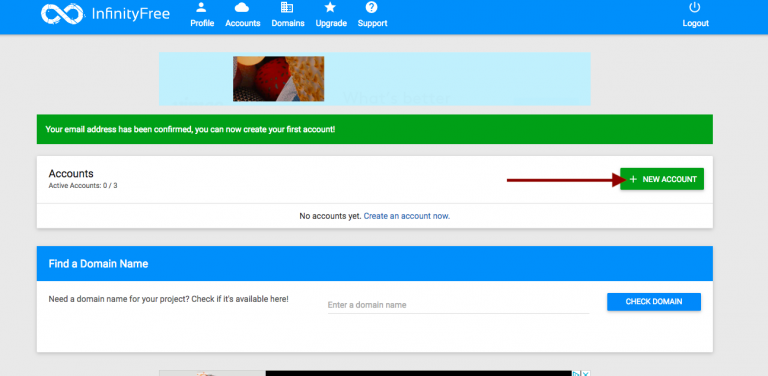 InfinityFree
Profile
Accounts
Domains
Upgrade
Support
Logout
Your email address has been confirmed, you can now create your first account!
Accounts
Active Accounts: 0 / 3
+ NEW ACCOUNT
No accounts yet. Create an account now.
Find a Domain Name
Need a domain name for your project? Check if it's available here!
Enter a domain name
CHECK DOMAIN